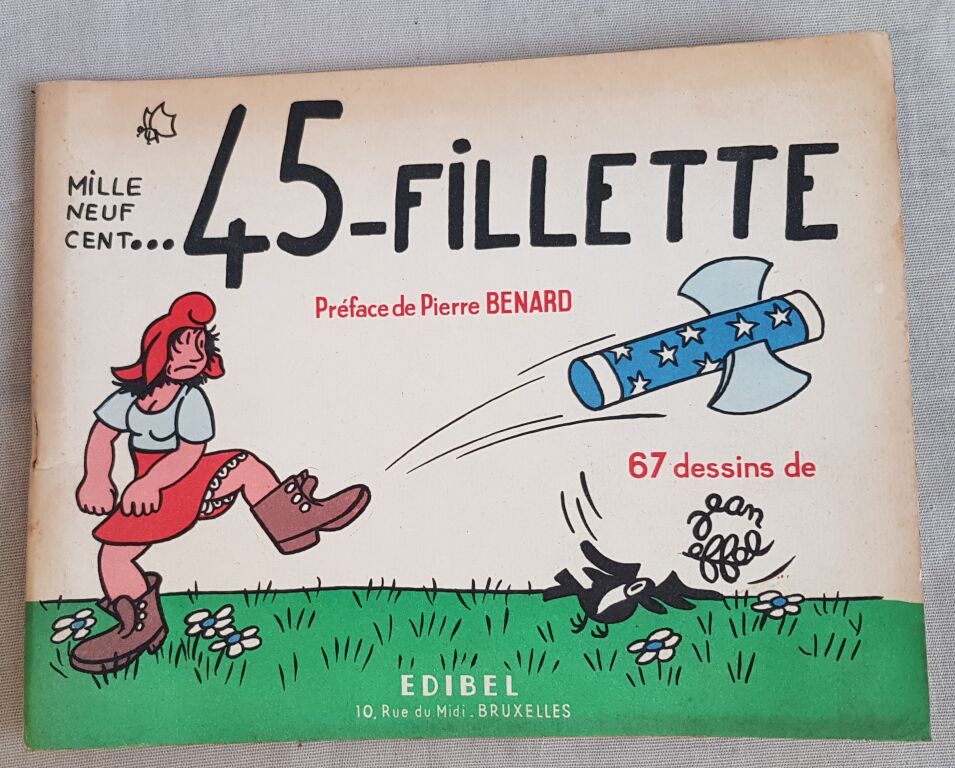 MiLLE
NEUF
CENT...
45-FiLLETTE
Préface de Pierre BENARD
67 dessins de
jean
effel
EDIBEL
10, Rue du Midi . BRUXELLES